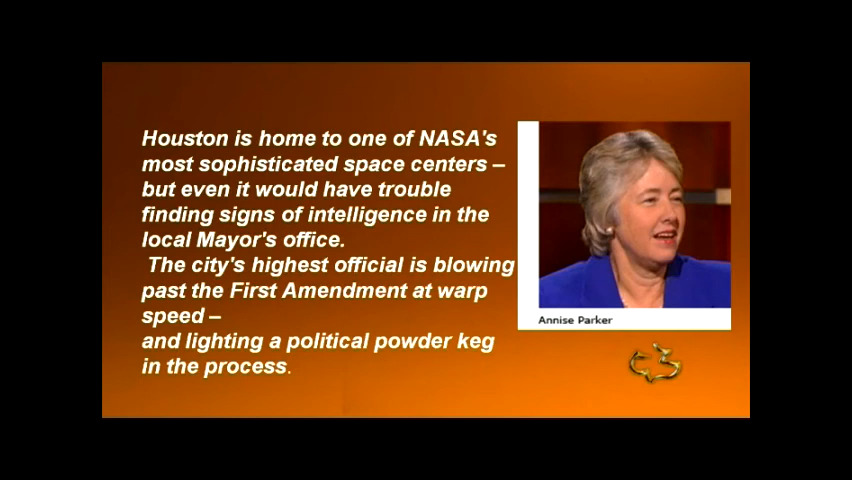 Houston is home to one of NASA's
most sophisticated space centers –
but even it would have trouble
finding signs of intelligence in the
local Mayor's office.
The city's highest official is blowing
past the First Amendment at warp
speed –
and lighting a political powder keg
in the process.
Annise Parker